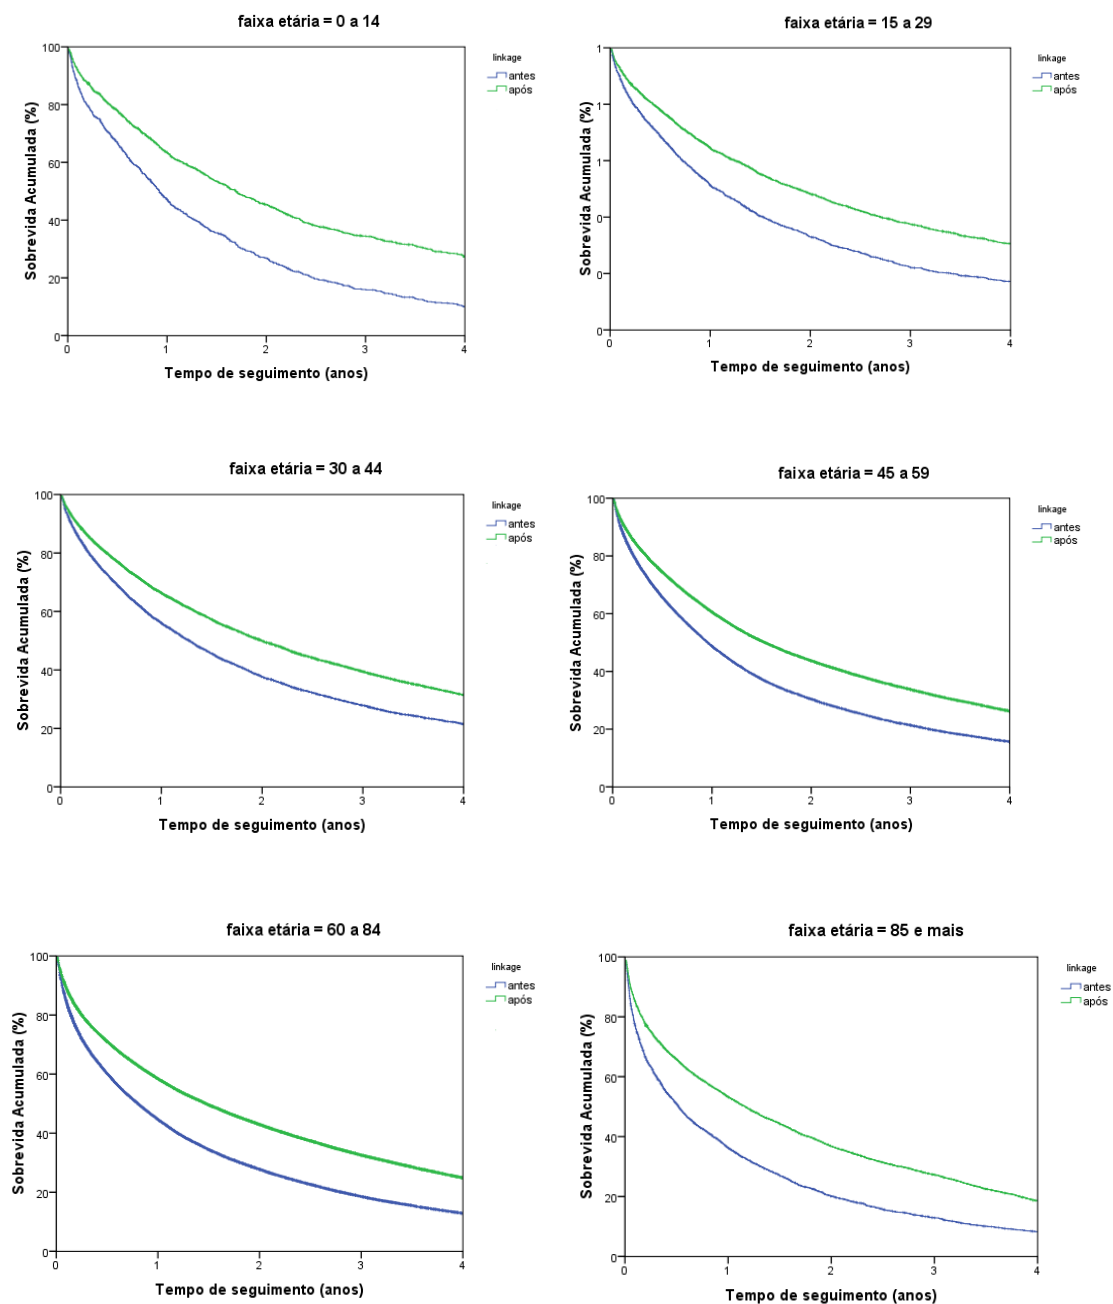 faixa etária = 0 a 14
linkage
antes
após
Sobrevida Acumulada (%)
100
80
60
40
20
0
0 1 2 3 4
Tempo de seguimento (anos)
faixa etária = 15 a 29
linkage
antes
após
Sobrevida Acumulada (%)
1
1
1
0
0
0
0 1 2 3 4
Tempo de seguimento (anos)
faixa etária = 30 a 44
linkage
antes
após
Sobrevida Acumulada (%)
100
80
60
40
20
0
0 1 2 3 4
Tempo de seguimento (anos)
faixa etária = 45 a 59
linkage
antes
após
Sobrevida Acumulada (%)
100
80
60
40
20
0
0 1 2 3 4
Tempo de seguimento (anos)
faixa etária = 60 a 84
linkage
antes
após
Sobrevida Acumulada (%)
100
80
60
40
20
0
0 1 2 3 4
Tempo de seguimento (anos)
faixa etária = 85 e mais
linkage
antes
após
Sobrevida Acumulada (%)
100
80
60
40
20
0
0 1 2 3 4
Tempo de seguimento (anos)